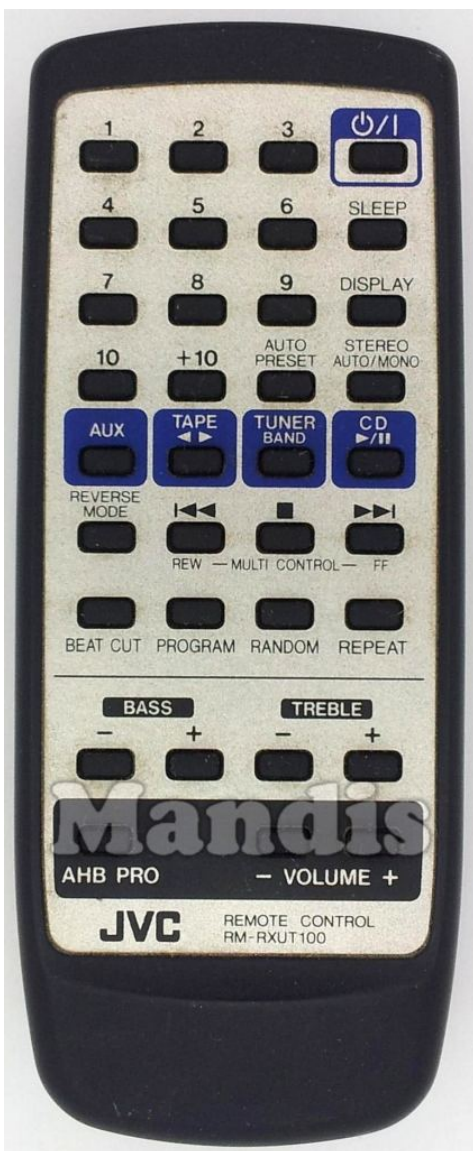 1 2 3 ⏻/I
4 5 6 SLEEP
7 8 9 DISPLAY
10 +10 AUTO PRESET STEREO AUTO/MONO
AUX TAPE ◄ ► TUNER BAND CD ►/II
REVERSE MODE I◄◄ ■ ►►I
REW — MULTI CONTROL — FF
BEAT CUT PROGRAM RANDOM REPEAT
BASS TREBLE
− + − +
Mandis
AHB PRO − VOLUME +
JVC REMOTE CONTROL
RM-RXUT100